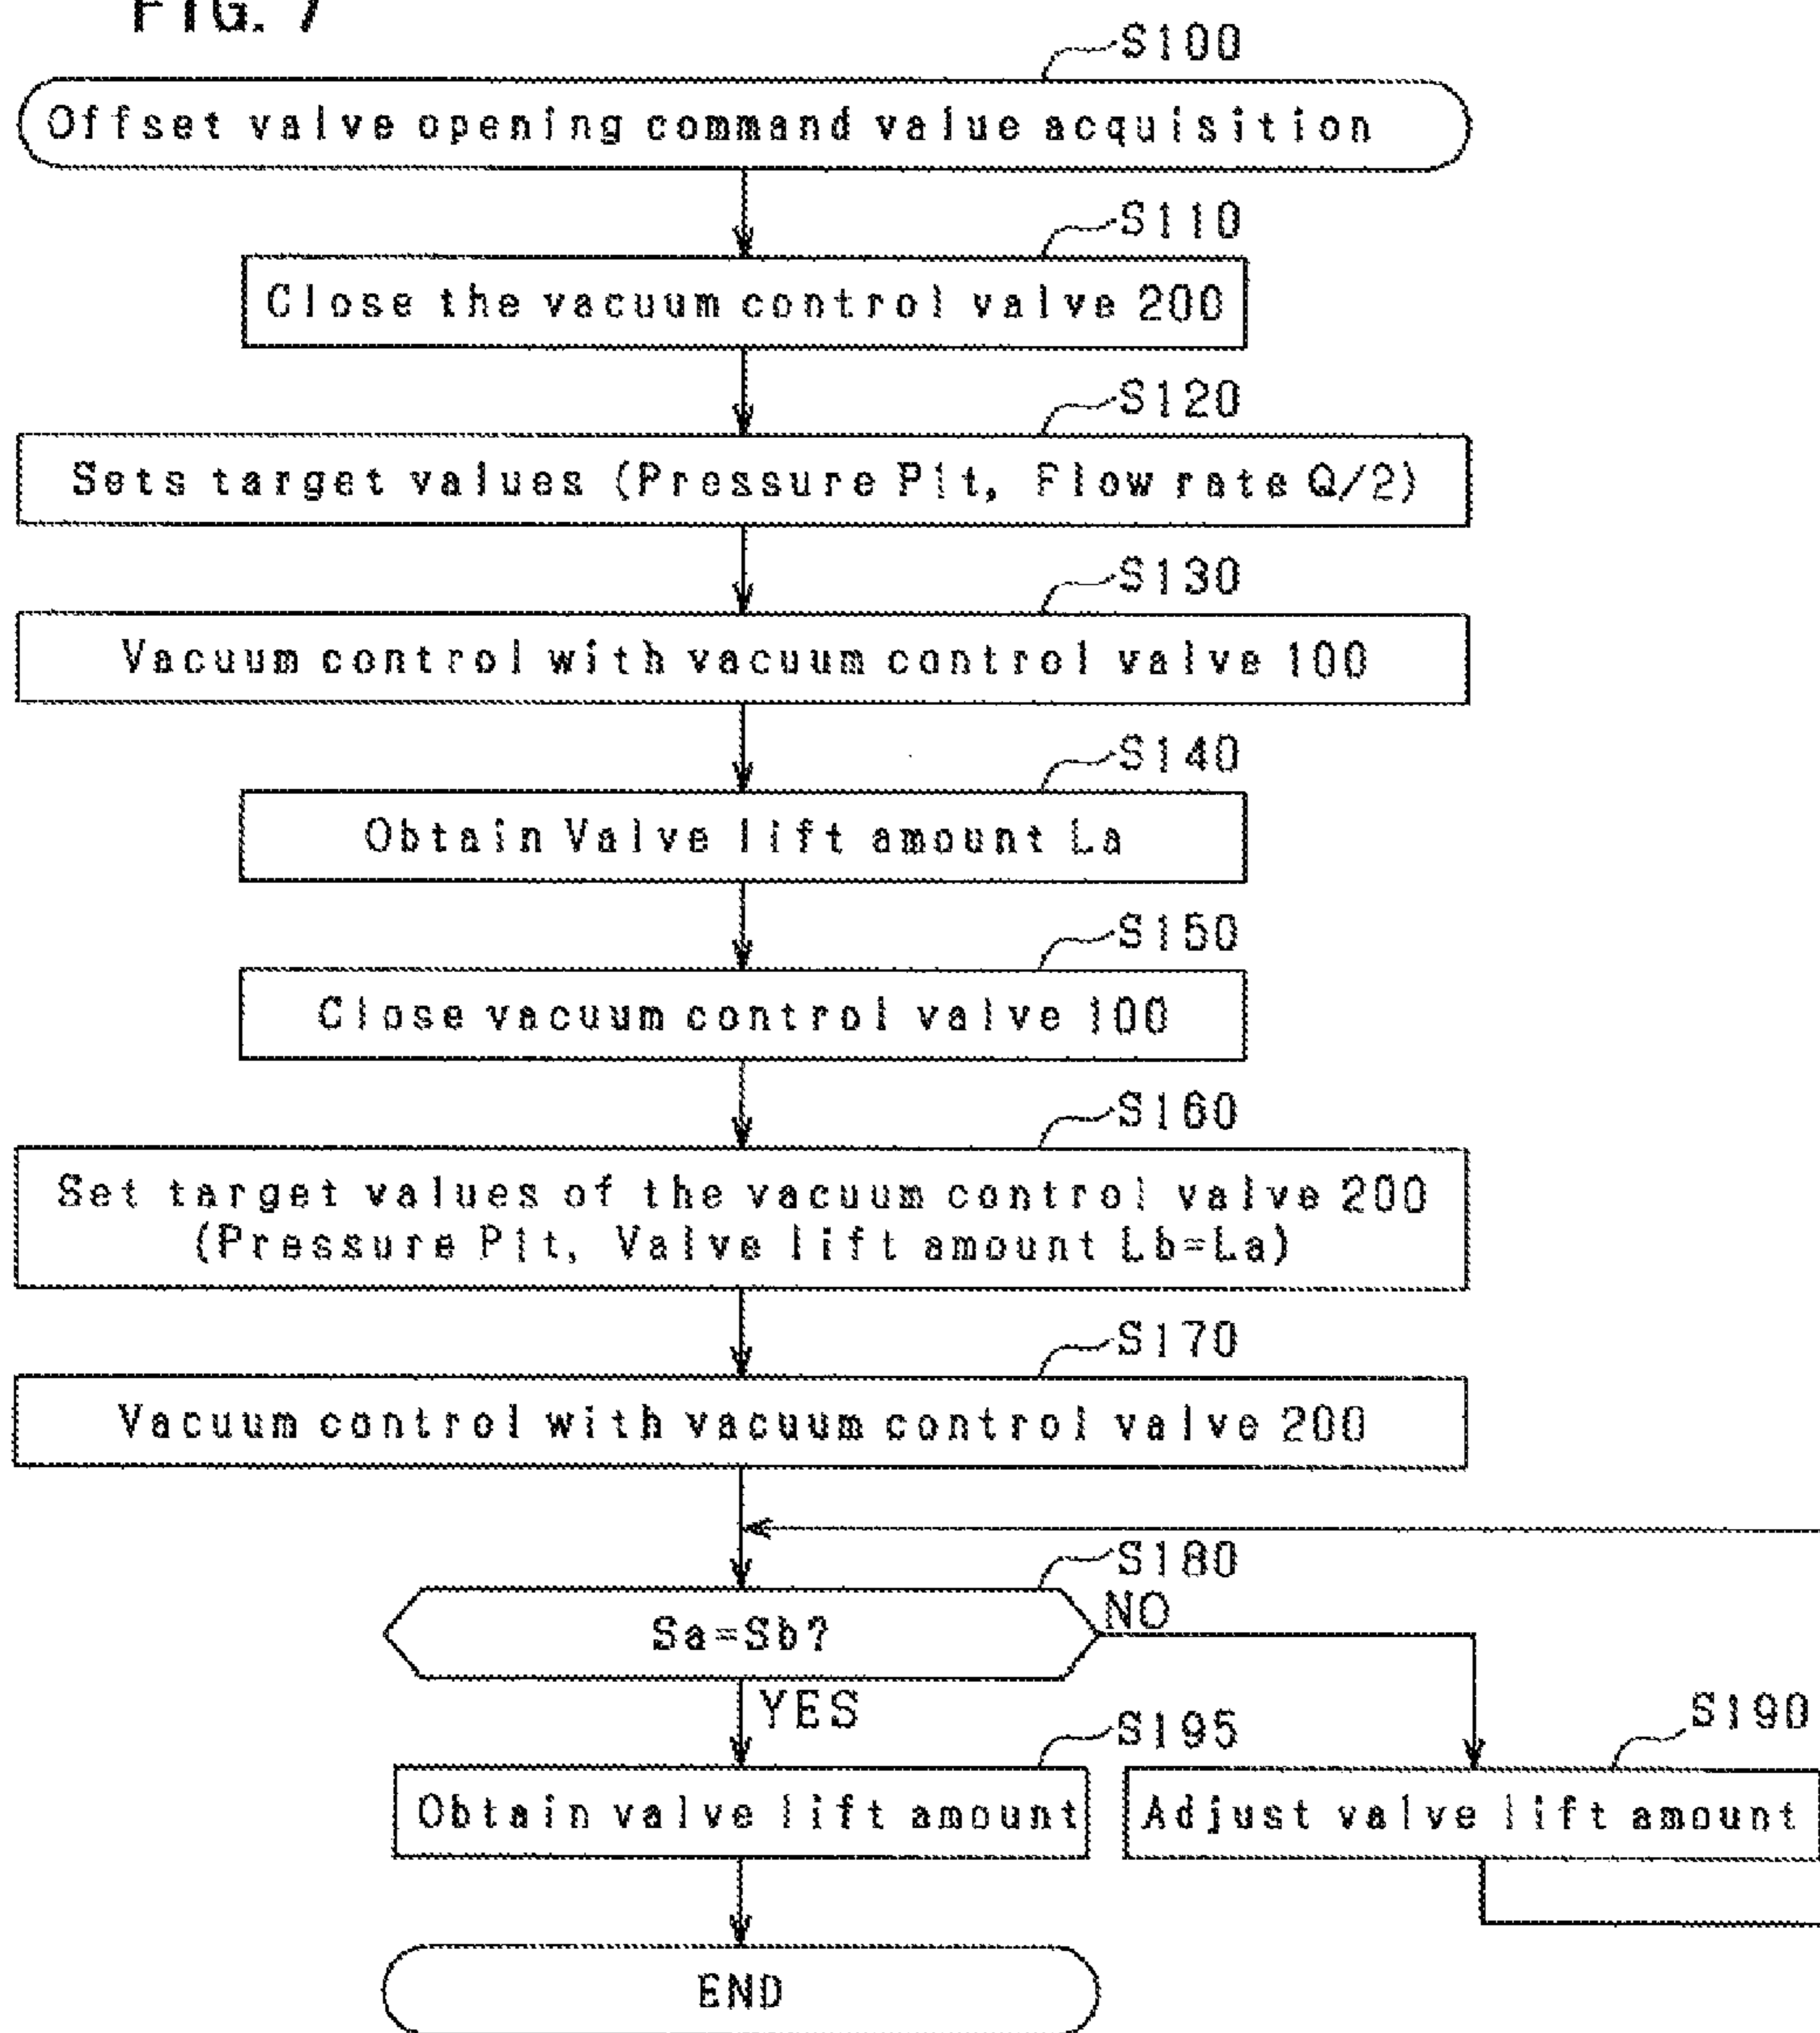 FIG. 7
S100
Offset valve opening command value acquisition
S110
Close the vacuum control valve 200
S120
Sets target values (Pressure P1t, Flow rate Q/2)
S130
Vacuum control with vacuum control valve 100
S140
Obtain Valve lift amount La
S150
Close vacuum control valve 100
S160
Set target values of the vacuum control valve 200
(Pressure P1t, Valve lift amount Lb=La)
S170
Vacuum control with vacuum control valve 200
S180
Sa=Sb?
NO
YES
S195
S190
Obtain valve lift amount
Adjust valve lift amount
END